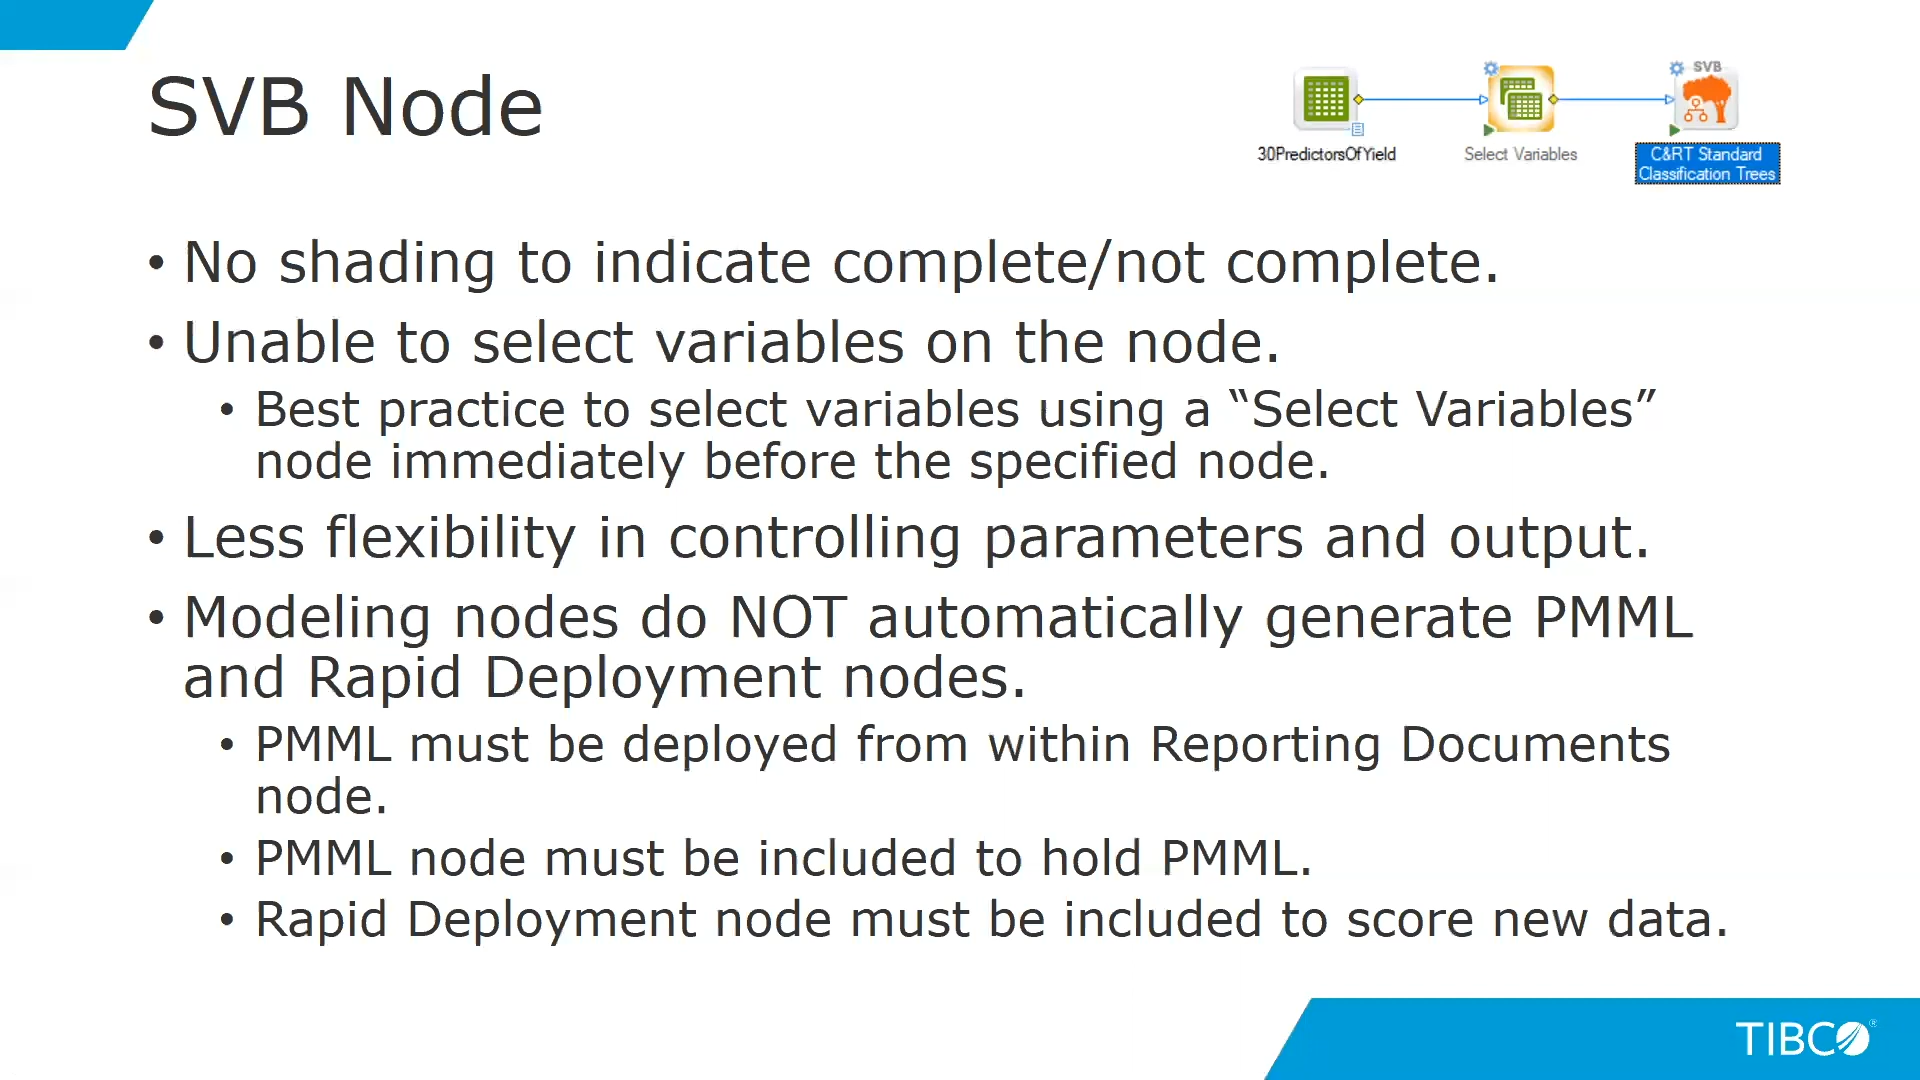 SVB Node
SVB
30PredictorsOfYield
Select Variables
C&RT Standard
Classification Trees
• No shading to indicate complete/not complete.
• Unable to select variables on the node.
• Best practice to select variables using a “Select Variables”
node immediately before the specified node.
• Less flexibility in controlling parameters and output.
• Modeling nodes do NOT automatically generate PMML
and Rapid Deployment nodes.
• PMML must be deployed from within Reporting Documents
node.
• PMML node must be included to hold PMML.
• Rapid Deployment node must be included to score new data.
TIBCO®